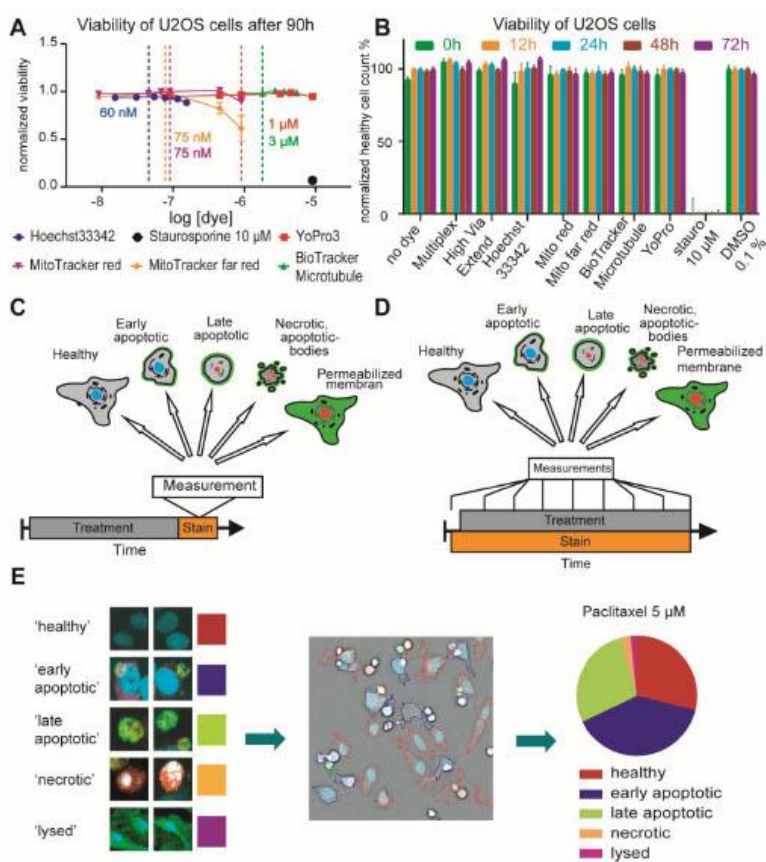 A
Viability of U2OS cells after 90h
normalized viability
1.5
1.0
0.5
0.0
60 nM
75 nM
75 nM
1 µM
3 µM
-8
-7
-6
-5
log [dye]
Hoechst33342
Staurosporine 10 µM
YoPro3
MitoTracker red
MitoTracker far red
BioTracker
Microtubule
B
Viability of U2OS cells
0h
12h
24h
48h
72h
normalized healthy cell count %
100
50
0
no dye
Multiplex
High Via
Extend
Hoechst
33342
Mito red
Mito far red
BioTracker
Microtubule
YoPro
stauro
10 µM
DMSO
0.1 %
C
Healthy
Early
apoptotic
Late
apoptotic
Necrotic,
apoptotic-
bodies
Permeabilized
membran
Measurement
Treatment
Stain
Time
D
Healthy
Early
apoptotic
Late
apoptotic
Necrotic,
apoptotic-
bodies
Permeabilized
membrane
Measurements
Treatment
Stain
Time
E
'healthy'
'early
apoptotic'
'late
apoptotic'
'necrotic'
'lysed'
Paclitaxel 5 µM
healthy
early apoptotic
late apoptotic
necrotic
lysed